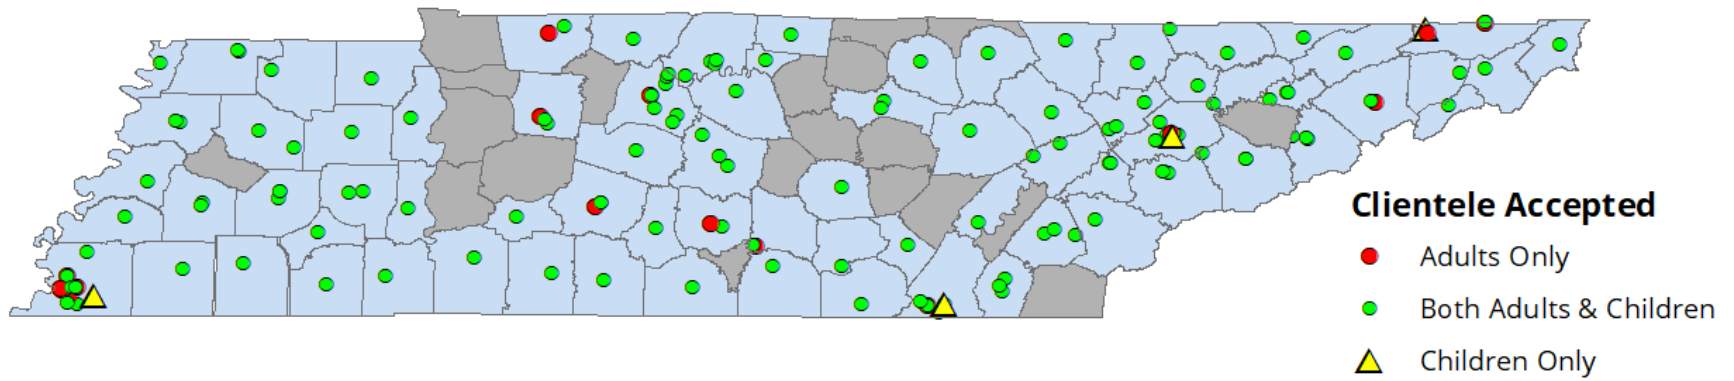 Clientele Accepted
Adults Only
Both Adults & Children
Children Only